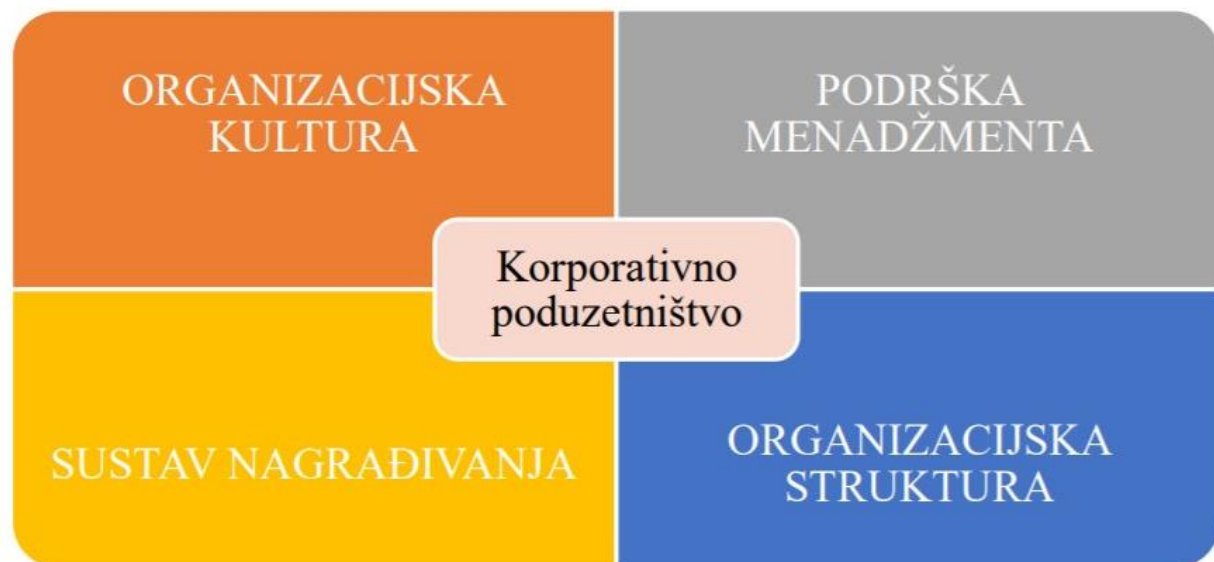 ORGANIZACIJSKA
KULTURA
PODRŠKA
MENADŽMENTA
Korporativno
poduzetništvo
SUSTAV NAGRAĐIVANJA
ORGANIZACIJSKA
STRUKTURA